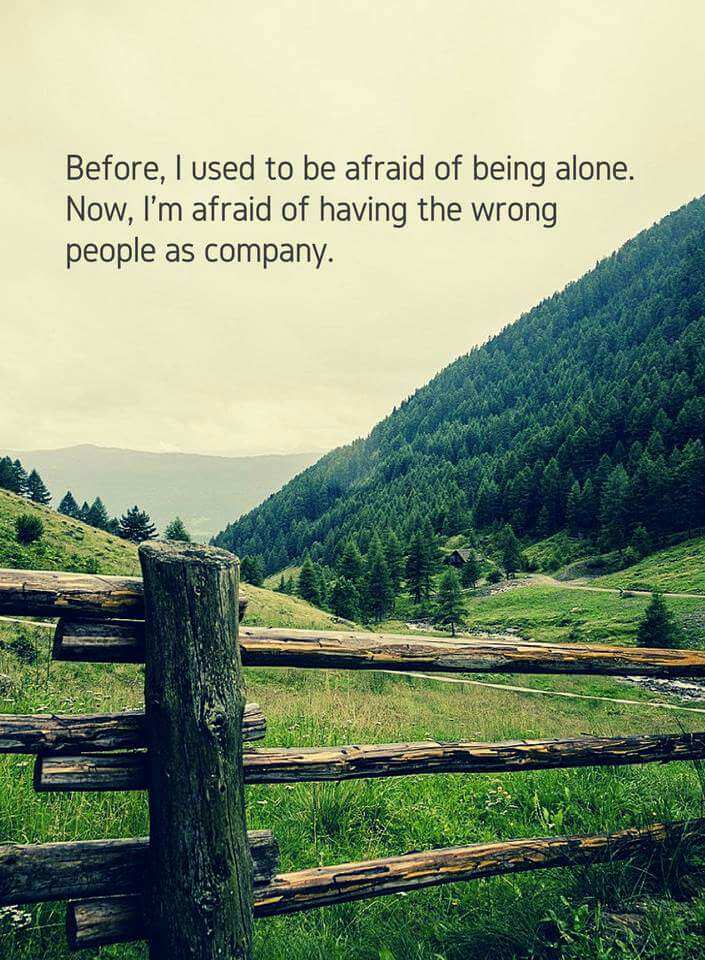 Before, I used to be afraid of being alone.
Now, I'm afraid of having the wrong
people as company.